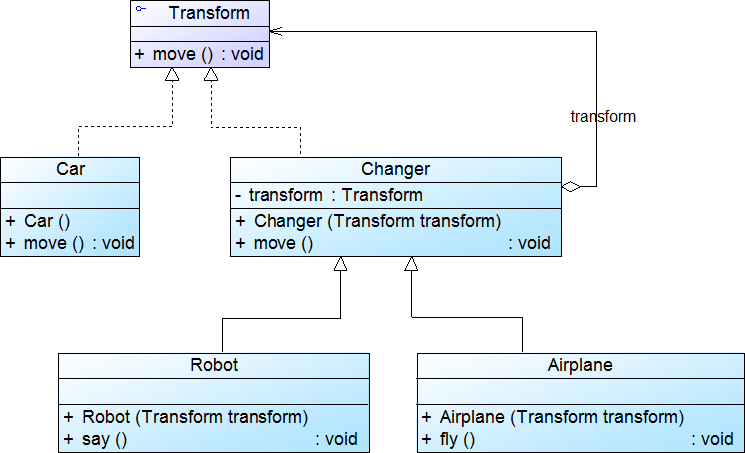 Transform
+ move () : void
transform
Car
+ Car ()
+ move () : void
Changer
- transform : Transform
+ Changer (Transform transform)
+ move () : void
Robot
+ Robot (Transform transform)
+ say () : void
Airplane
+ Airplane (Transform transform)
+ fly () : void